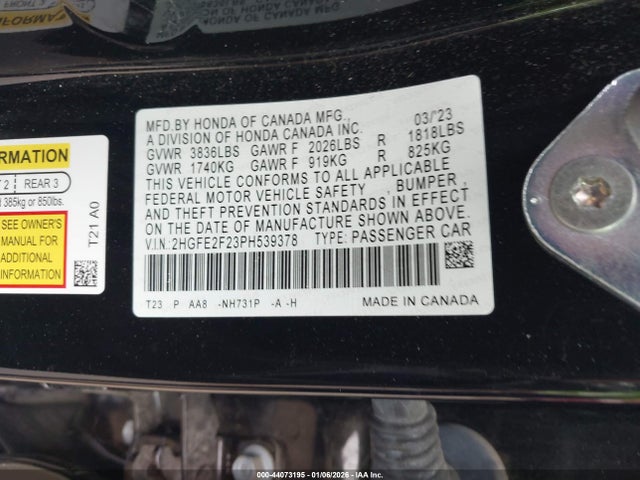 MFD.BY HONDA OF CANADA MFG., 03/'23
A DIVISION OF HONDA CANADA INC.
GVWR 3836LBS GAWR F 2026LBS R 1818LBS
GVWR 1740KG GAWR F 919KG R 825KG
THIS VEHICLE CONFORMS TO ALL APPLICABLE
FEDERAL MOTOR VEHICLE SAFETY , BUMPER ,
AND THEFT PREVENTION STANDARDS IN EFFECT
ON THE DATE OF MANUFACTURE SHOWN ABOVE.
V.I.N: 2HGFE2F23PH539378 TYPE: PASSENGER CAR
T23 P AA8 -NH731P -A -H
MADE IN CANADA
RMATION
2 REAR 3
385kg or 850lbs.
SEE OWNER'S
MANUAL FOR
ADDITIONAL
INFORMATION
T21 A0
000-44073195 - 01/06/2026 - IAA Inc.